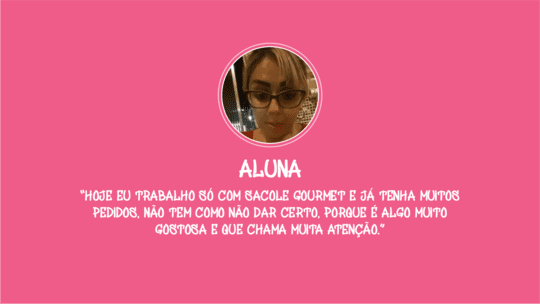 ALUNA
"HOJE EU TRABALHO SÓ COM SACOLE GOURMET E JÁ TENHA MUITOS
PEDIDOS, NÃO TEM COMO NÃO DAR CERTO, PORQUE É ALGO MUITO
GOSTOSA E QUE CHAMA MUITA ATENÇÃO."